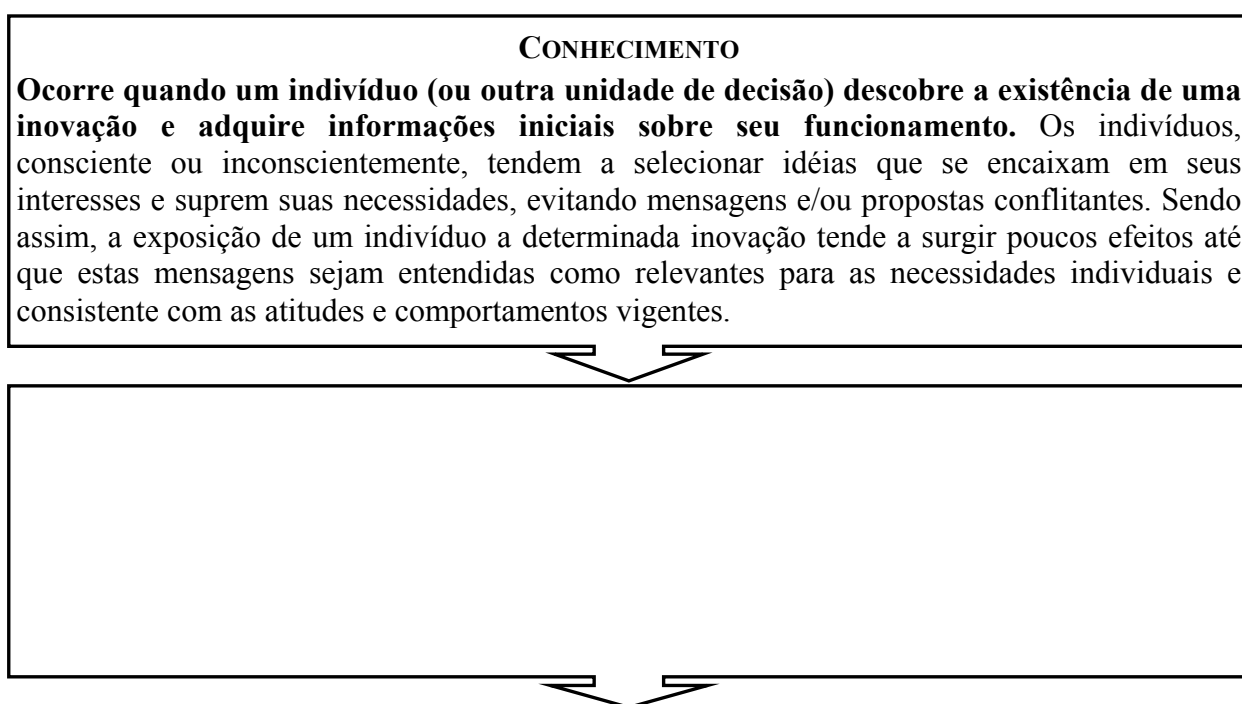 CONHECIMENTO
Ocorre quando um indivíduo (ou outra unidade de decisão) descobre a existência de uma
inovação e adquire informações iniciais sobre seu funcionamento. Os indivíduos,
consciente ou inconscientemente, tendem a selecionar idéias que se encaixam em seus
interesses e suprem suas necessidades, evitando mensagens e/ou propostas conflitantes. Sendo
assim, a exposição de um indivíduo a determinada inovação tende a surgir poucos efeitos até
que estas mensagens sejam entendidas como relevantes para as necessidades individuais e
consistente com as atitudes e comportamentos vigentes.